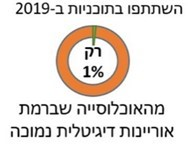 השתתפו בתוכניות ב-2019
רק
1%
מהאוכלוסייה שברמת
אוריינות דיגיטלית נמוכה